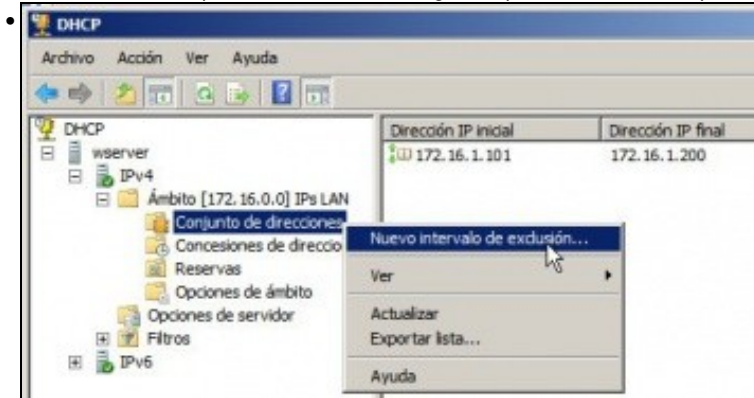 DHCP
Archivo Acción Ver Ayuda
DHCP
wserver
IPv4
Ámbito [172.16.0.0] IPs LAN
Conjunto de direcciones
Concesiones de direccio
Reservas
Opciones de ámbito
Opciones de servidor
Filtros
IPv6
Dirección IP inicial Dirección IP final
172.16.1.101 172.16.1.200
Nuevo intervalo de exclusión...
Ver
Actualizar
Exportar lista...
Ayuda